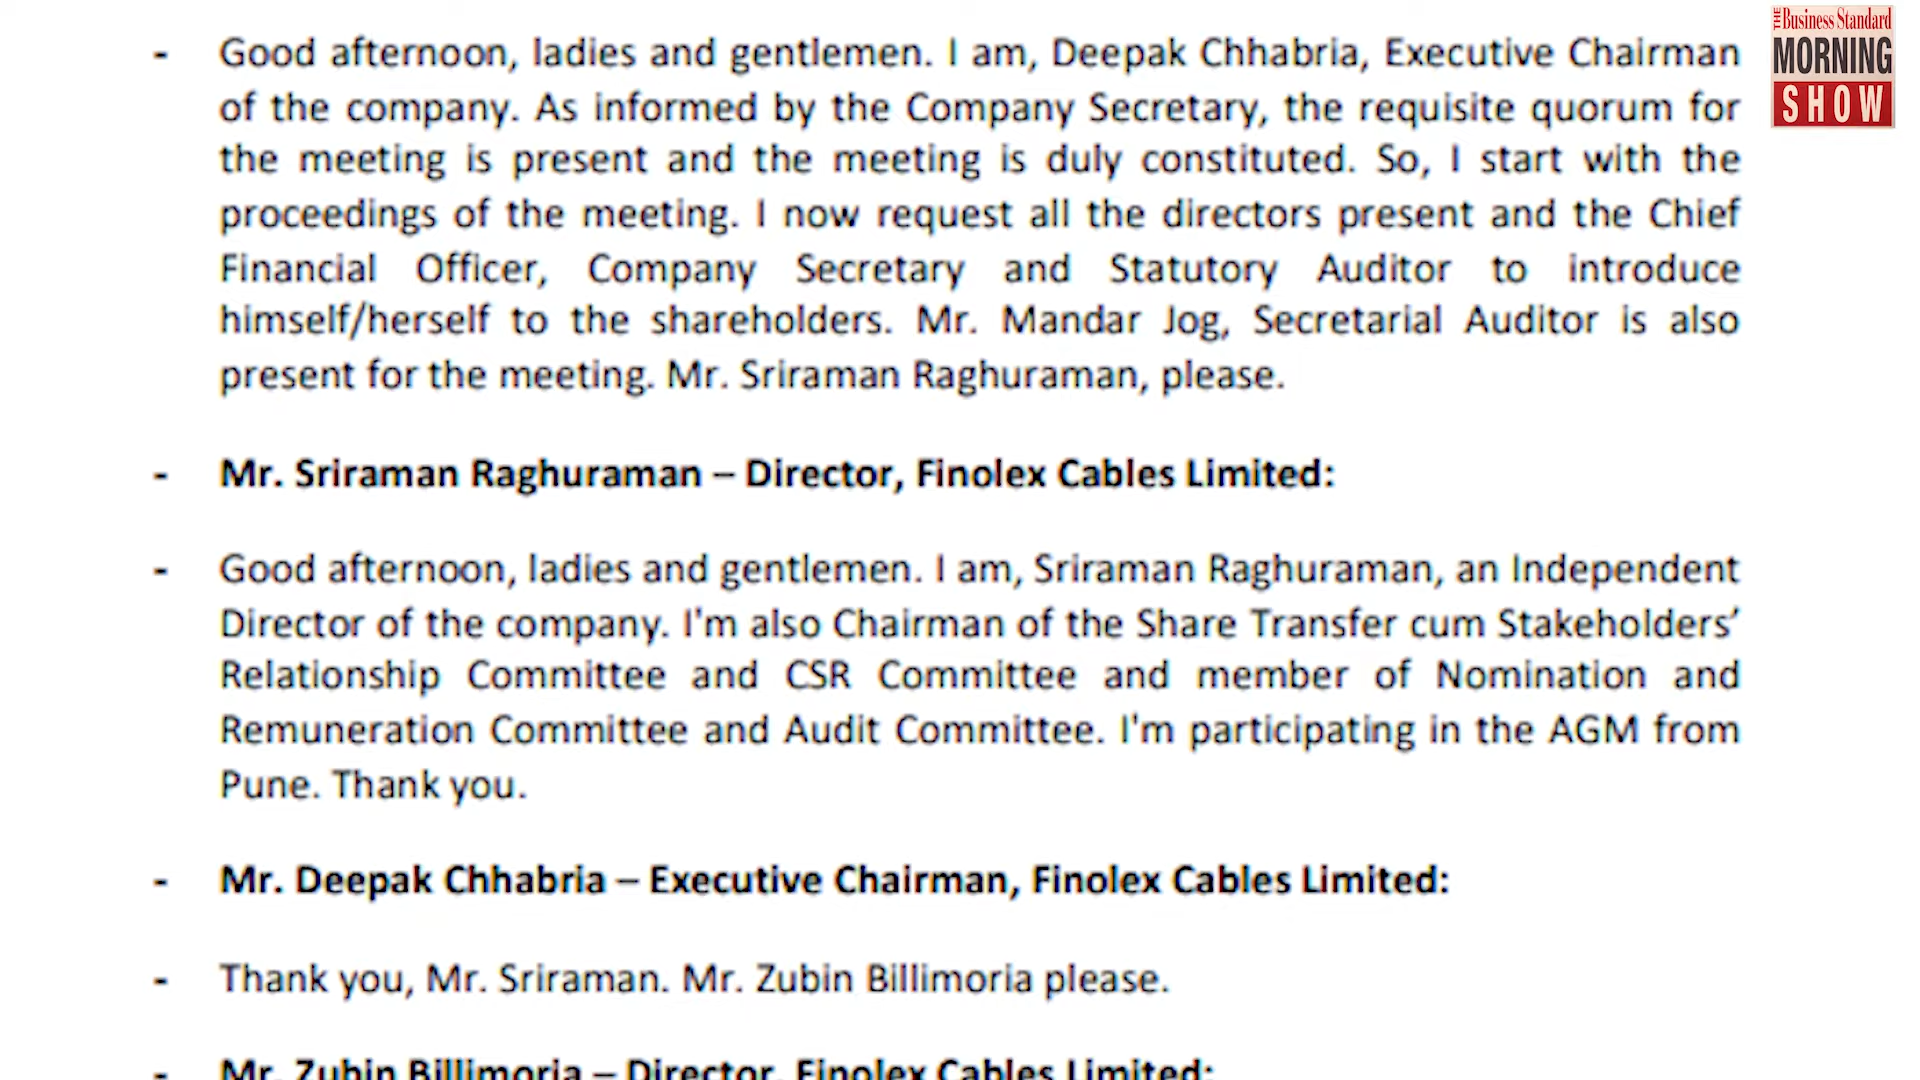 THE Business Standard
MORNING
SHOW
- Good afternoon, ladies and gentlemen. I am, Deepak Chhabria, Executive Chairman
of the company. As informed by the Company Secretary, the requisite quorum for
the meeting is present and the meeting is duly constituted. So, I start with the
proceedings of the meeting. I now request all the directors present and the Chief
Financial Officer, Company Secretary and Statutory Auditor to introduce
himself/herself to the shareholders. Mr. Mandar Jog, Secretarial Auditor is also
present for the meeting. Mr. Sriraman Raghuraman, please.
- Mr. Sriraman Raghuraman – Director, Finolex Cables Limited:
- Good afternoon, ladies and gentlemen. I am, Sriraman Raghuraman, an Independent
Director of the company. I'm also Chairman of the Share Transfer cum Stakeholders’
Relationship Committee and CSR Committee and member of Nomination and
Remuneration Committee and Audit Committee. I'm participating in the AGM from
Pune. Thank you.
- Mr. Deepak Chhabria – Executive Chairman, Finolex Cables Limited:
- Thank you, Mr. Sriraman. Mr. Zubin Billimoria please.
- Mr. Zubin Billimoria – Director, Finolex Cables Limited: